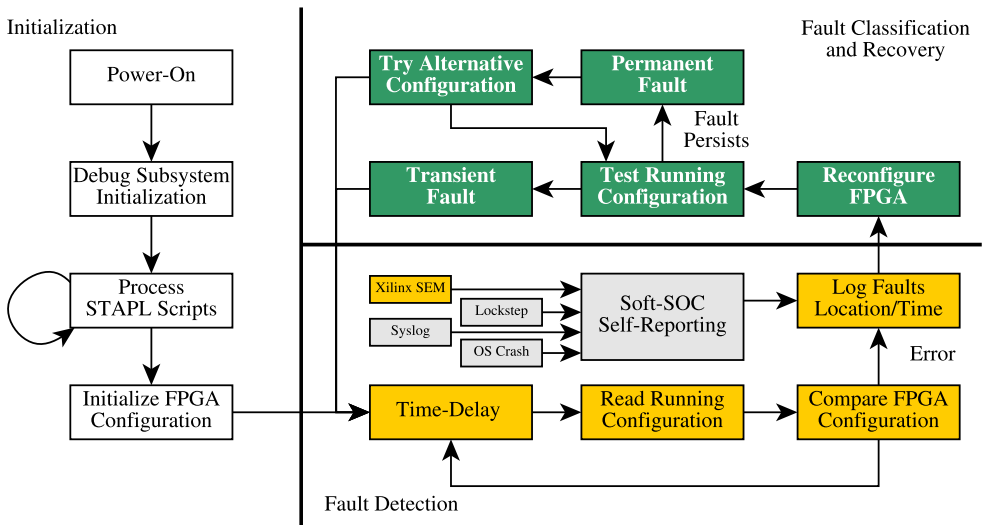 Initialization
Power-On
Debug Subsystem
Initialization
Process
STAPL Scripts
Initialize FPGA
Configuration
Fault Classification
and Recovery
Try Alternative
Configuration
Permanent
Fault
Fault
Persists
Transient
Fault
Test Running
Configuration
Reconfigure
FPGA
Xilinx SEM
Lockstep
Syslog
OS Crash
Soft-SOC
Self-Reporting
Log Faults
Location/Time
Error
Time-Delay
Read Running
Configuration
Compare FPGA
Configuration
Fault Detection